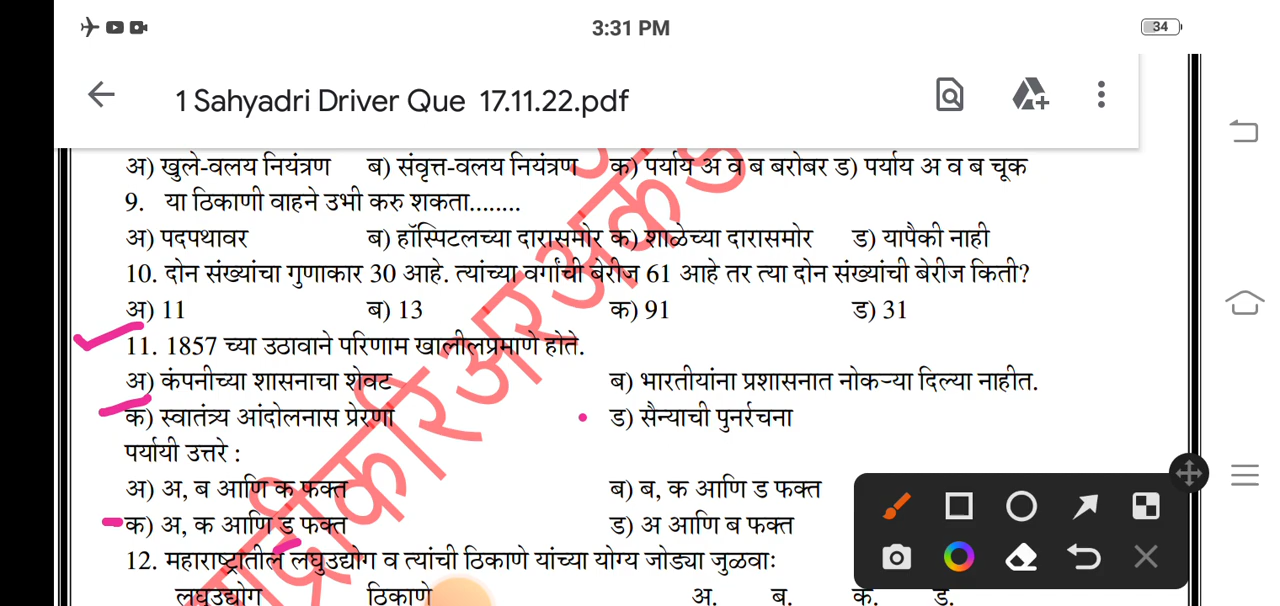 3:31 PM
34
1 Sahyadri Driver Que 17.11.22.pdf
अ) खुले-वलय नियंत्रण ब) संवृत्त-वलय नियंत्रण क) पर्याय अ व ब बरोबर ड) पर्याय अ व ब चूक
9. या ठिकाणी वाहने उभी करु शकता........
अ) पदपथावर ब) हॉस्पिटलच्या दारासमोर क) शाळेच्या दारासमोर ड) यापैकी नाही
10. दोन संख्यांचा गुणाकार 30 आहे. त्यांच्या वर्गांची बेरीज 61 आहे तर त्या दोन संख्यांची बेरीज किती?
अ) 11 ब) 13 क) 91 ड) 31
11. 1857 च्या उठावाने परिणाम खालीलप्रमाणे होते.
अ) कंपनीच्या शासनाचा शेवट ब) भारतीयांना प्रशासनात नोकऱ्या दिल्या नाहीत.
क) स्वातंत्र्य आंदोलनास प्रेरणा ड) सैन्याची पुनर्रचना
पर्यायी उत्तरे :
अ) अ, ब आणि क फक्त ब) ब, क आणि ड फक्त
क) अ, क आणि ड फक्त ड) अ आणि ब फक्त
12. महाराष्ट्रातील लघुउद्योग व त्यांची ठिकाणे यांच्या योग्य जोड्या जुळवाः
लघुउद्योग ठिकाणे अ. ब. क. ड.